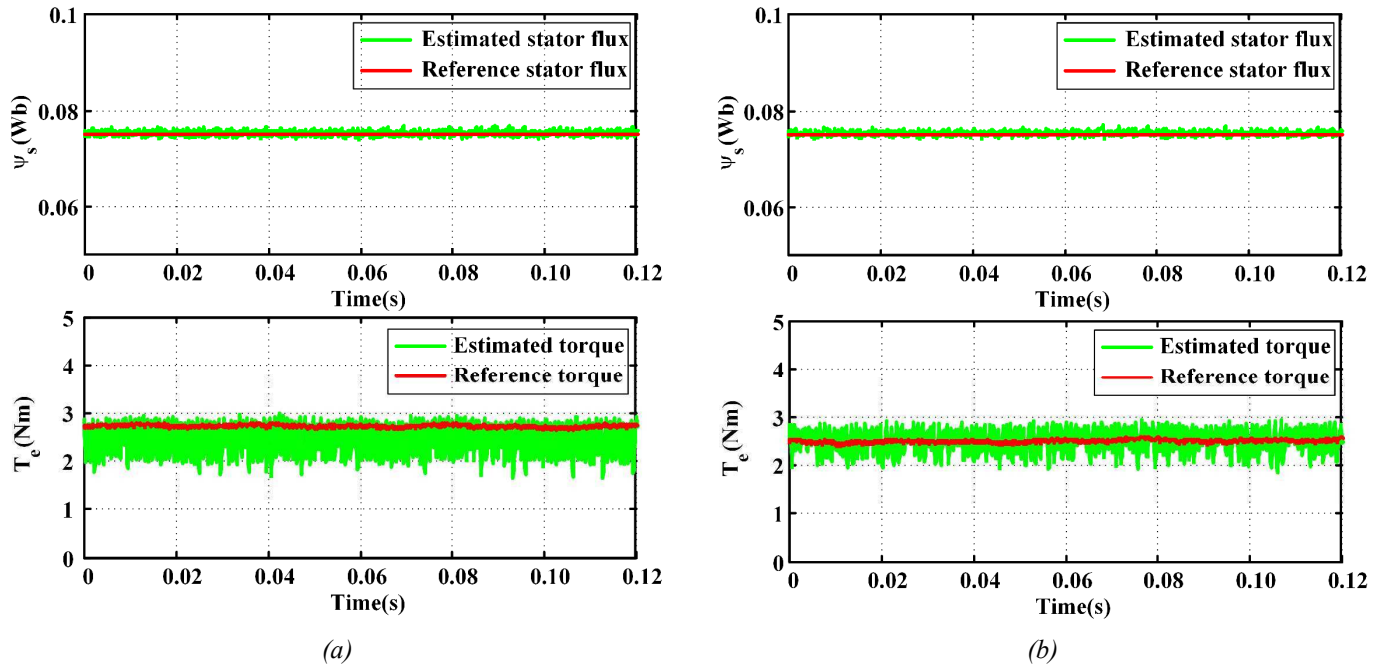 0.1
Estimated stator flux
Reference stator flux
0.08
0.06
ψs(Wb)
0 0.02 0.04 0.06 0.08 0.10 0.12
Time(s)
5
Estimated torque
Reference torque
4
3
2
1
0
Te(Nm)
0 0.02 0.04 0.06 0.08 0.10 0.12
Time(s)
(a)
0.1
Estimated stator flux
Reference stator flux
0.08
0.06
ψs(Wb)
0 0.02 0.04 0.06 0.08 0.10 0.12
Time(s)
5
Estimated torque
Reference torque
4
3
2
1
0
Te(Nm)
0 0.02 0.04 0.06 0.08 0.10 0.12
Time(s)
(b)